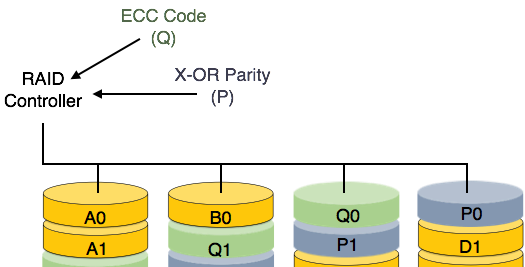 ECC Code
(Q)
X-OR Parity
(P)
RAID
Controller
A0
B0
Q0
P0
A1
Q1
P1
D1